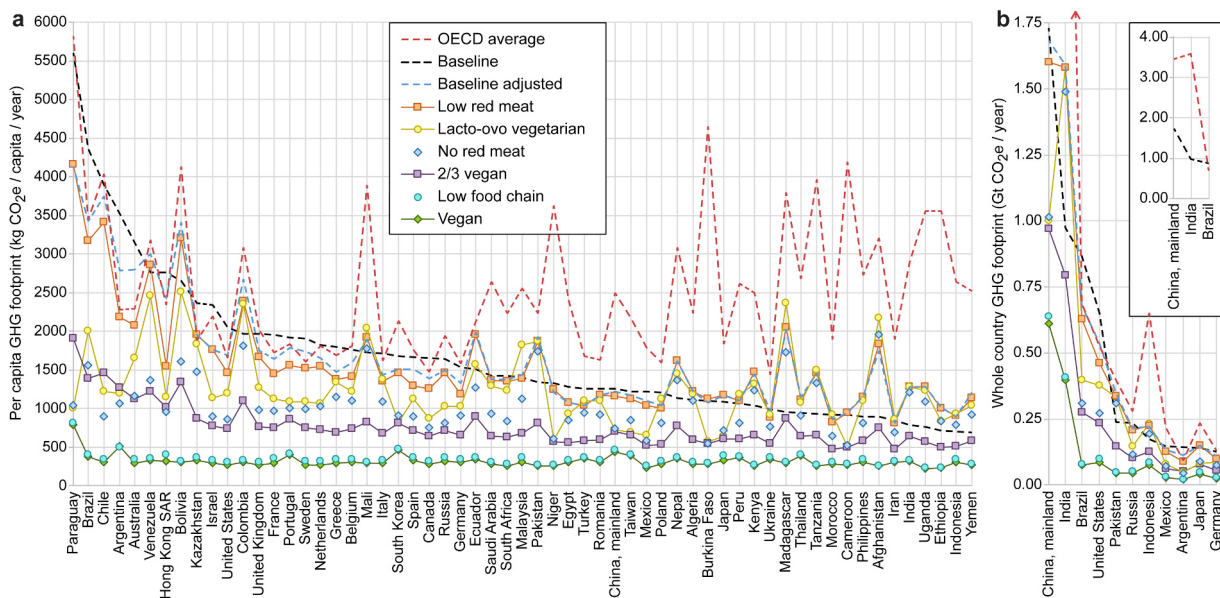 a
Per capita GHG footprint (kg CO2e / capita / year)
6000
5500
5000
4500
4000
3500
3000
2500
2000
1500
1000
500
0
OECD average
Baseline
Baseline adjusted
Low red meat
Lacto-ovo vegetarian
No red meat
2/3 vegan
Low food chain
Vegan
Paraguay
Brazil
Chile
Argentina
Australia
Venezuela
Hong Kong SAR
Bolivia
Kazakhstan
Israel
United States
Colombia
United Kingdom
France
Portugal
Sweden
Netherlands
Greece
Belgium
Mali
Italy
South Korea
Spain
Canada
Russia
Germany
Ecuador
Saudi Arabia
South Africa
Malaysia
Pakistan
Niger
Egypt
Turkey
Romania
China, mainland
Taiwan
Mexico
Poland
Nepal
Algeria
Burkina Faso
Japan
Peru
Kenya
Ukraine
Madagascar
Thailand
Tanzania
Morocco
Cameroon
Philippines
Afghanistan
Iran
India
Uganda
Ethiopia
Indonesia
Yemen
b
Whole country GHG footprint (Gt CO2e / year)
1.75
1.50
1.25
1.00
0.75
0.50
0.25
0.00
4.00
3.00
2.00
1.00
0.00
China, mainland
India
Brazil
China, mainland
India
Brazil
United States
Pakistan
Russia
Indonesia
Mexico
Argentina
Japan
Germany